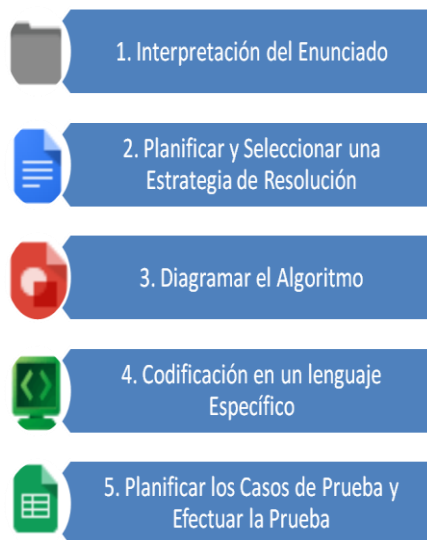 1. Interpretación del Enunciado
2. Planificar y Seleccionar una
Estrategia de Resolución
3. Diagramar el Algoritmo
4. Codificación en un lenguaje
Específico
5. Planificar los Casos de Prueba y
Efectuar la Prueba